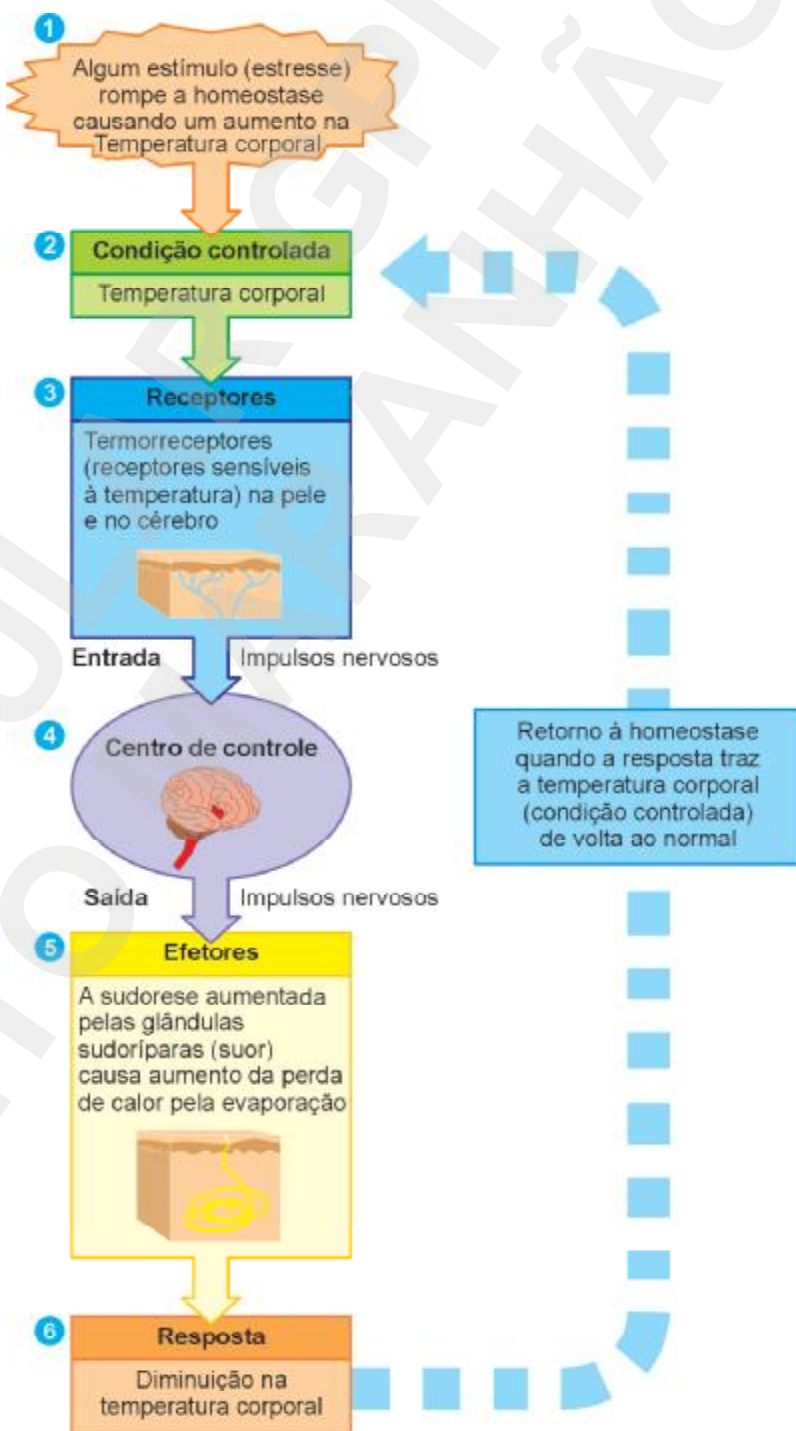 1
Algum estímulo (estresse)
rompe a homeostase
causando um aumento na
Temperatura corporal
2
Condição controlada
Temperatura corporal
3
Receptores
Termorreceptores
(receptores sensíveis
à temperatura) na pele
e no cérebro
Entrada Impulsos nervosos
4
Centro de controle
Saída Impulsos nervosos
5
Efetores
A sudorese aumentada
pelas glândulas
sudoríparas (suor)
causa aumento da perda
de calor pela evaporação
6
Resposta
Diminuição na
temperatura corporal
Retorno à homeostase
quando a resposta traz
a temperatura corporal
(condição controlada)
de volta ao normal